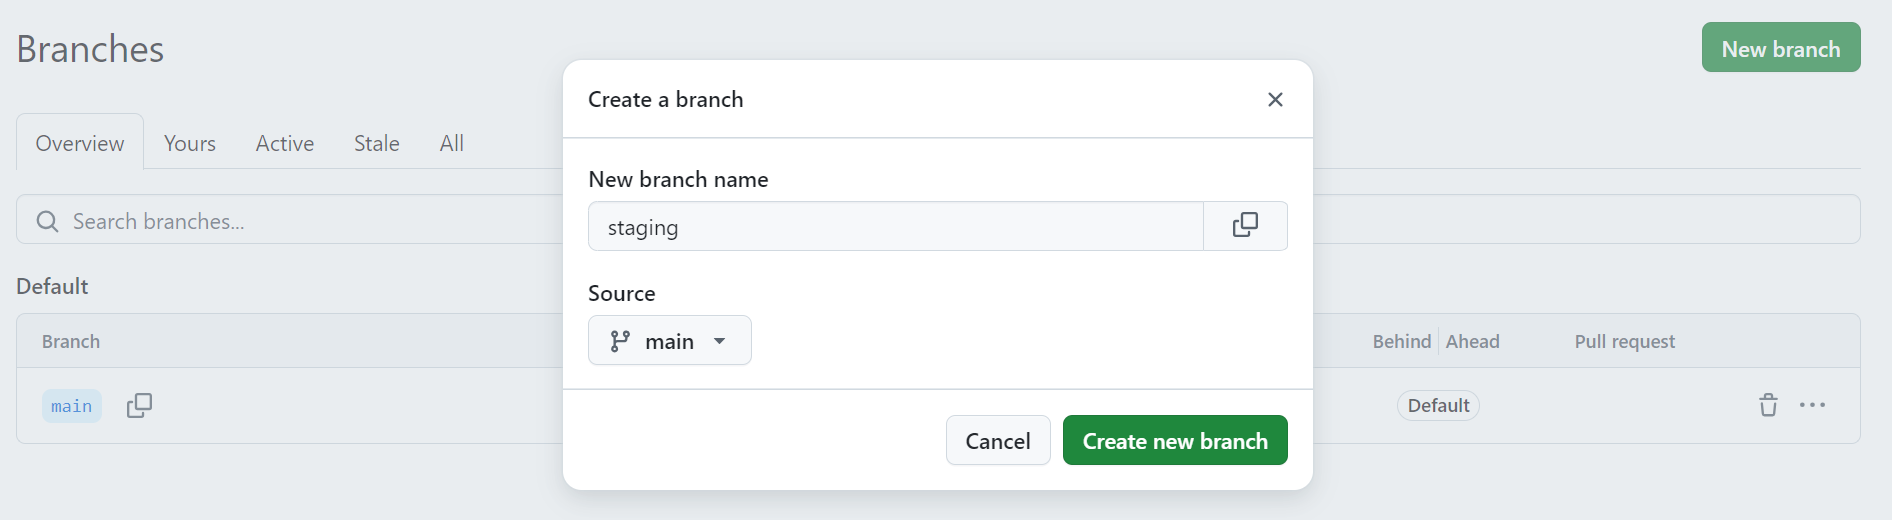 Branches
New branch
Overview Yours Active Stale All
Search branches...
Default
Branch Behind Ahead Pull request
main Default
Create a branch
New branch name
staging
Source
main
Cancel Create new branch